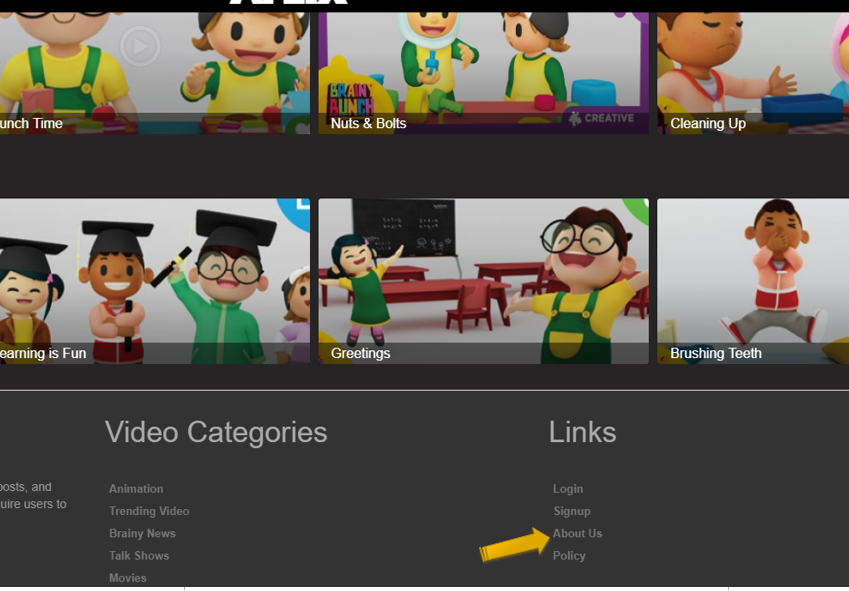 unch Time
BRAINY
BUNCH
Nuts & Bolts
CREATIVE
Cleaning Up
earning is Fun
Greetings
Brushing Teeth
Video Categories
Links
posts, and
uire users to
Animation
Trending Video
Brainy News
Talk Shows
Movies
Login
Signup
About Us
Policy